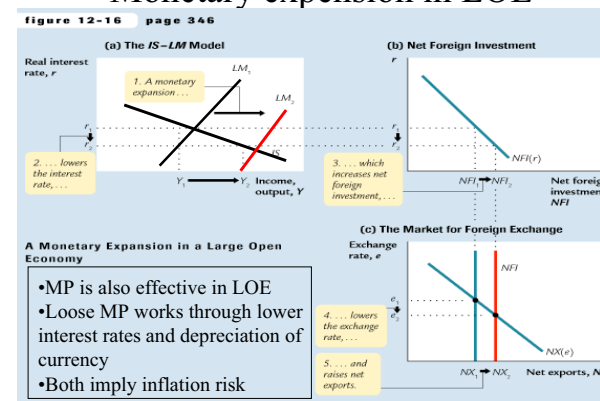 Monetary expension in LOE
figure 12-16 page 346
(a) The IS–LM Model
Real interest
rate, r
LM₁
LM₂
1. A monetary
expansion . . .
r₁
r₂
IS
2. . . . lowers
the interest
rate, . . .
Y₁
Y₂
Income,
output, Y
(b) Net Foreign Investment
r
r₁
r₂
3. . . . which
increases net
foreign
investment, . . .
NFI(r)
NFI₁
NFI₂
Net foreig
investmen
NFI
A Monetary Expansion in a Large Open
Economy
•MP is also effective in LOE
•Loose MP works through lower
interest rates and depreciation of
currency
•Both imply inflation risk
(c) The Market for Foreign Exchange
Exchange
rate, e
NFI
e₁
e₂
4. . . . lowers
the exchange
rate, . . .
5. . . . and
raises net
exports.
NX(e)
NX₁
NX₂
Net exports, N